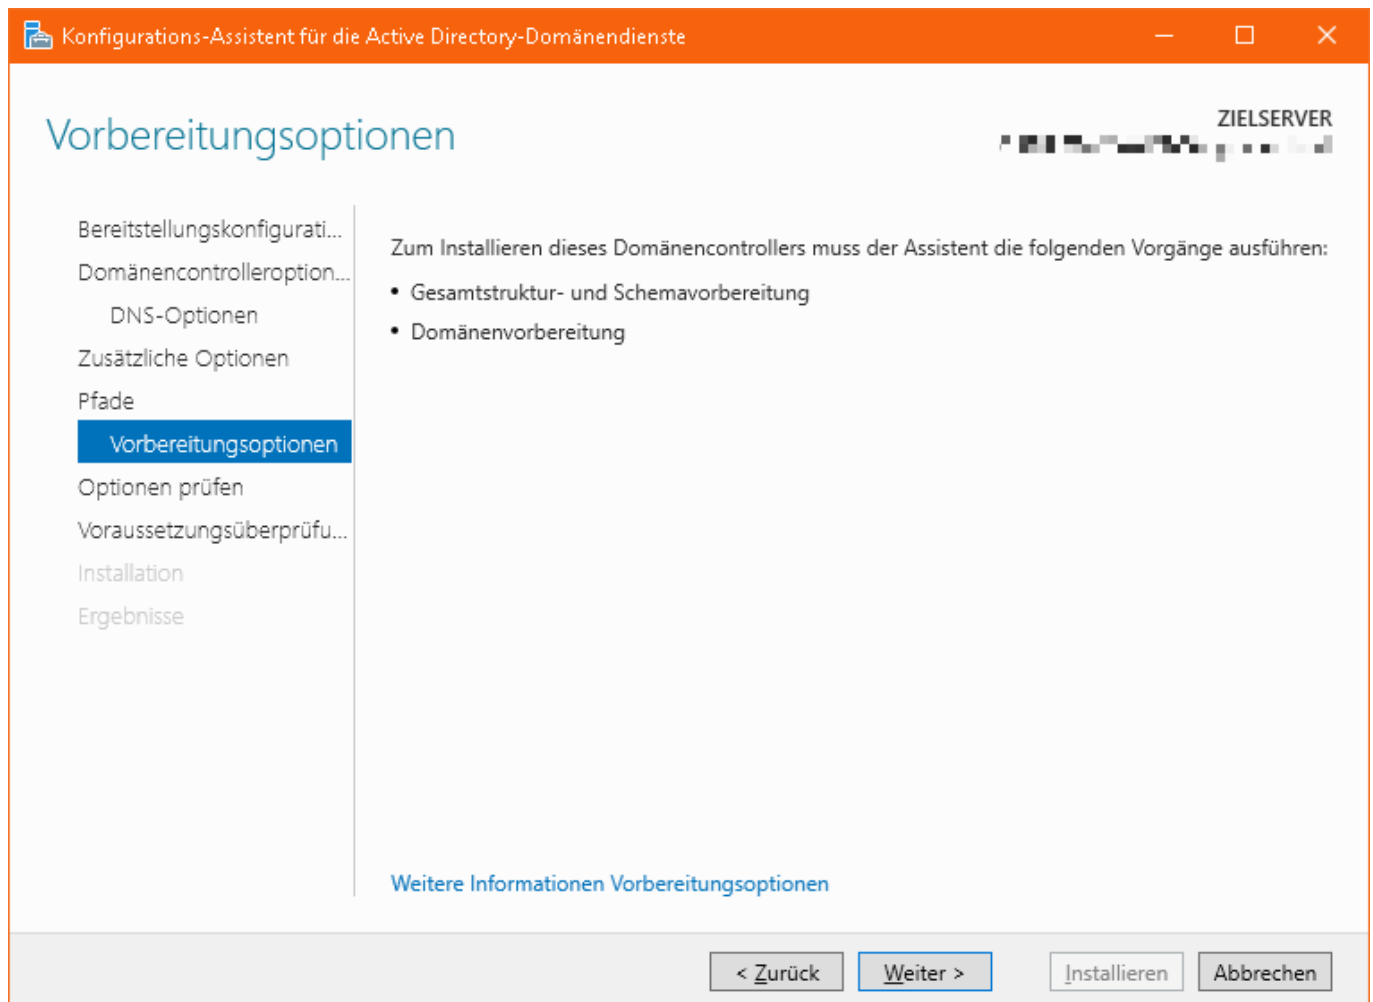 Konfigurations-Assistent für die Active Directory-Domänendienste
Vorbereitungsoptionen
ZIELSERVER
Bereitstellungskonfigurati...
Domänencontrolleroption...
DNS-Optionen
Zusätzliche Optionen
Pfade
Vorbereitungsoptionen
Optionen prüfen
Voraussetzungsüberprüfu...
Installation
Ergebnisse
Zum Installieren dieses Domänencontrollers muss der Assistent die folgenden Vorgänge ausführen:
• Gesamtstruktur- und Schemavorbereitung
• Domänenvorbereitung
Weitere Informationen Vorbereitungsoptionen
< Zurück
Weiter >
Installieren
Abbrechen